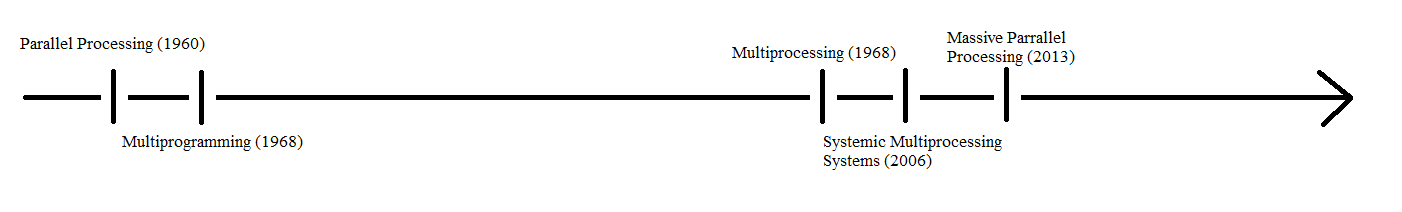 Parallel Processing (1960)
Multiprogramming (1968)
Multiprocessing (1968)
Systemic Multiprocessing
Systems (2006)
Massive Parrallel
Processing (2013)